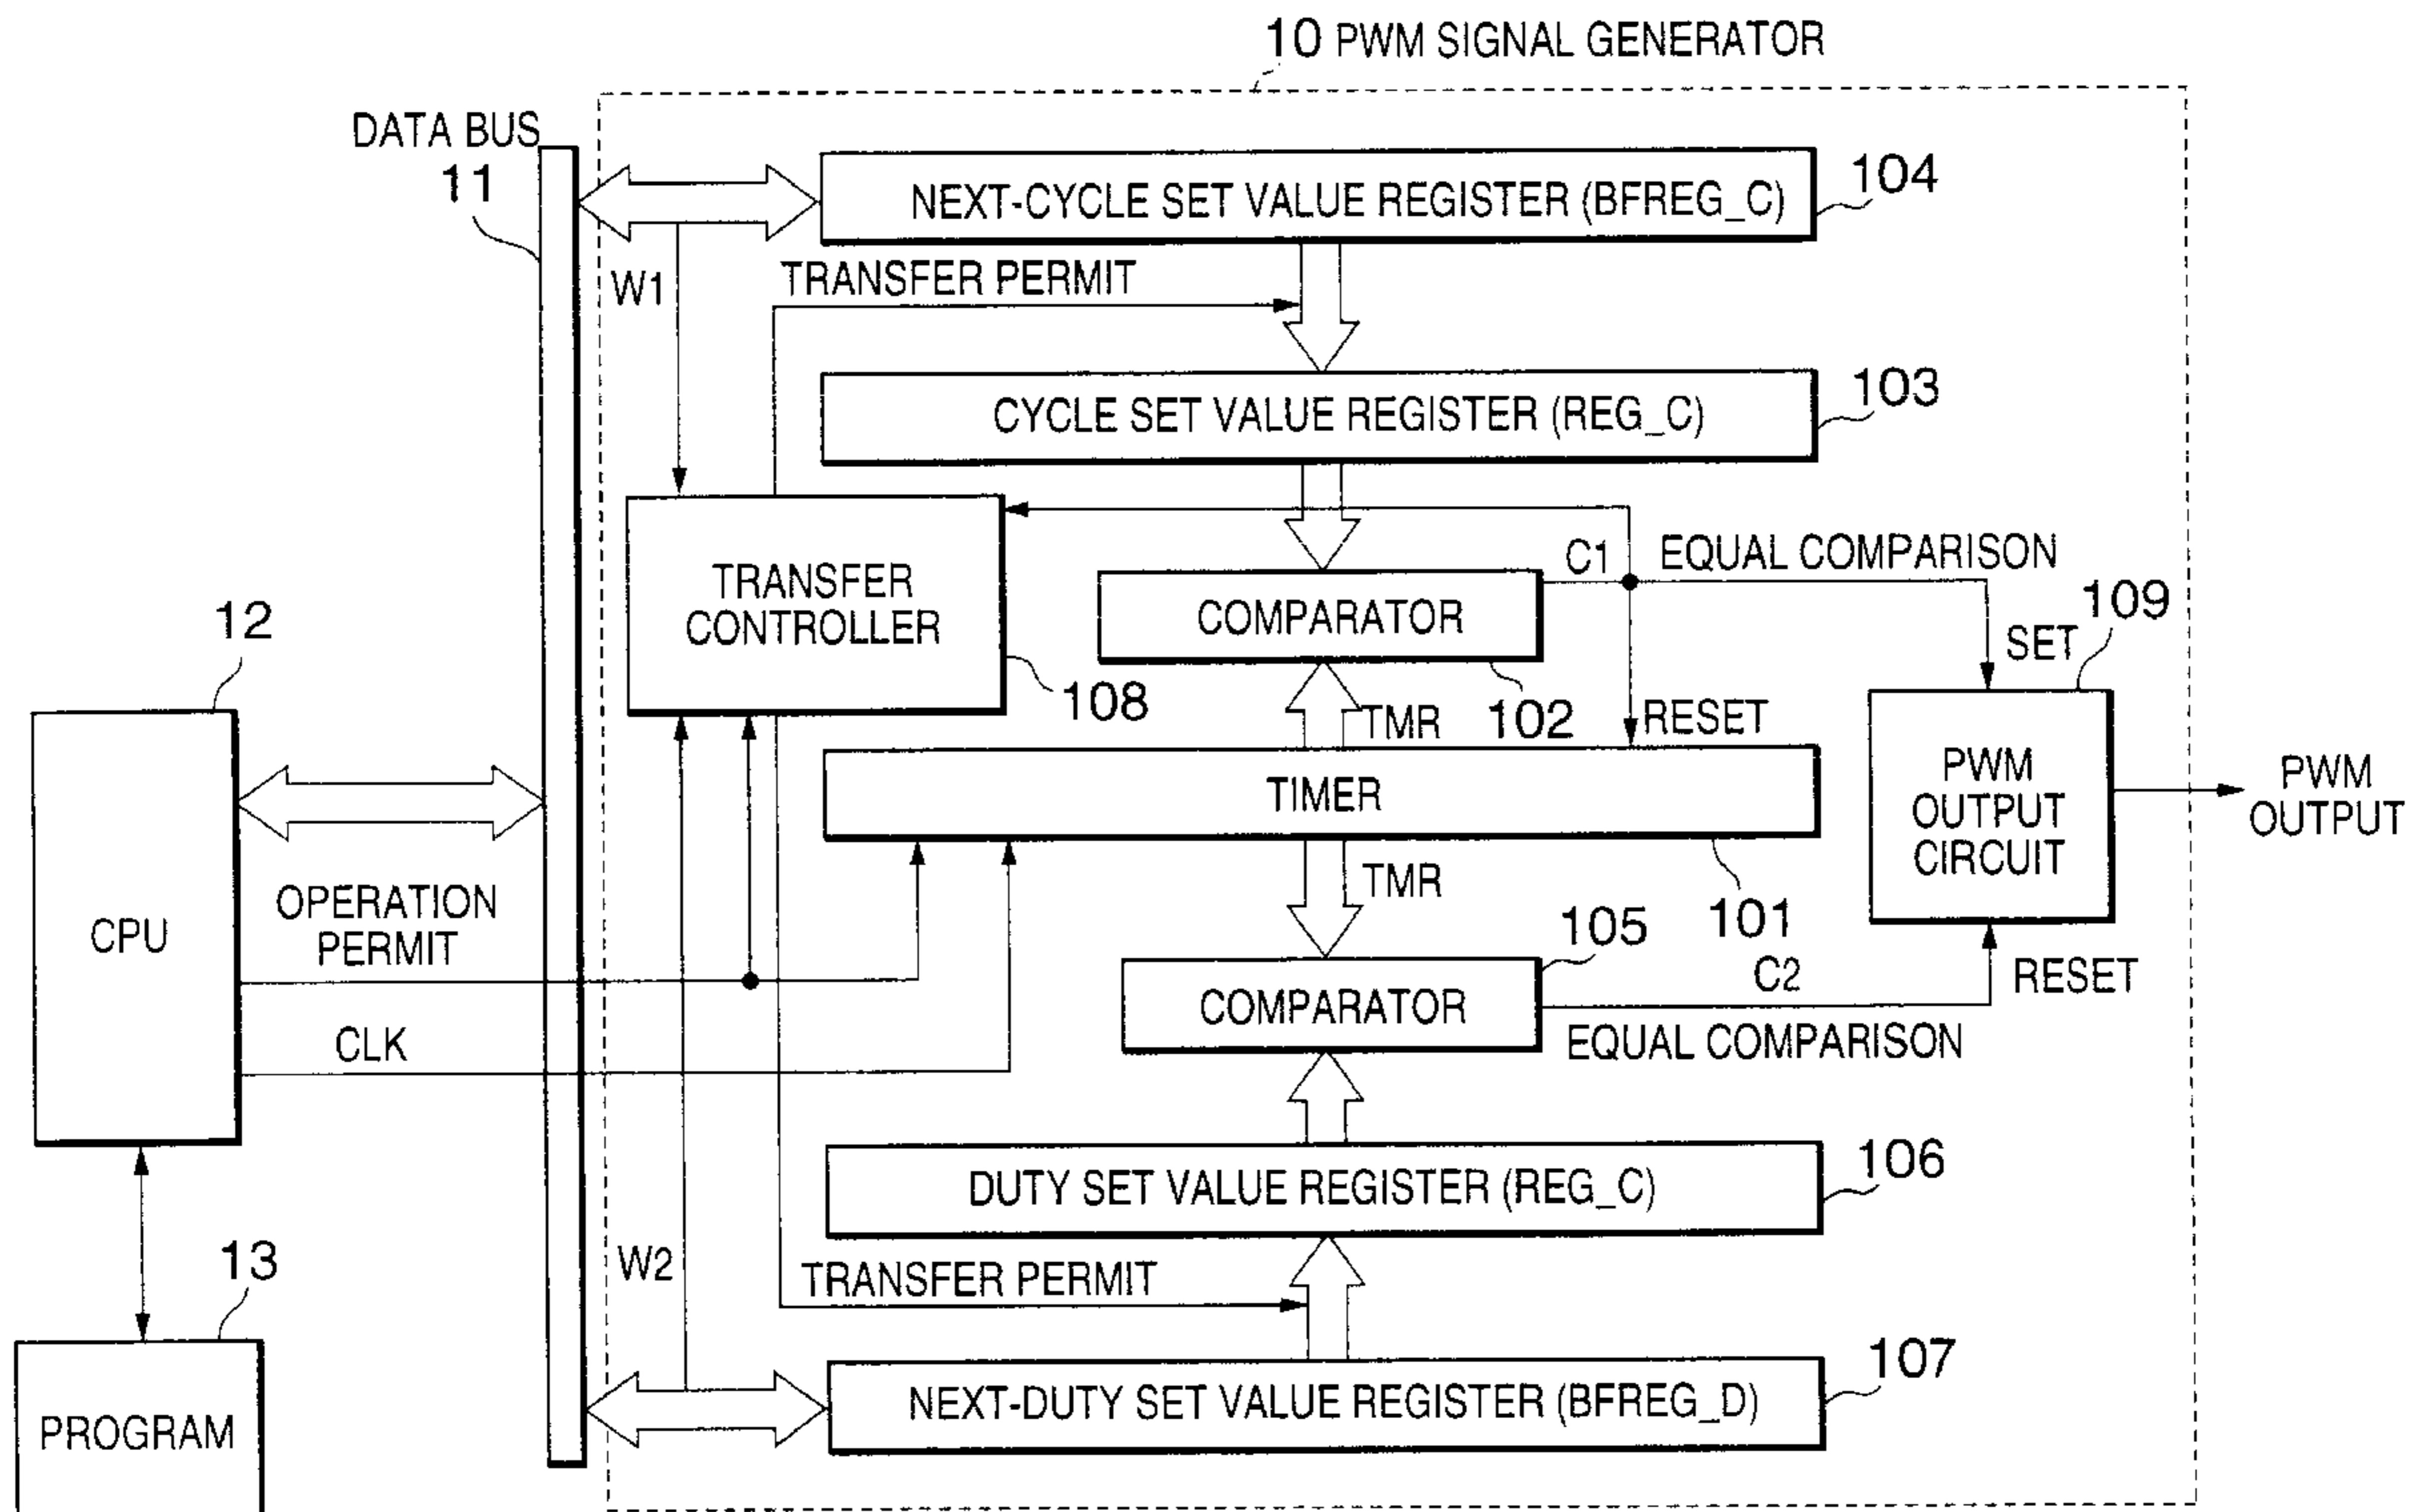 10 PWM SIGNAL GENERATOR
DATA BUS
11
NEXT-CYCLE SET VALUE REGISTER (BFREG_C)
104
W1
TRANSFER PERMIT
CYCLE SET VALUE REGISTER (REG_C)
103
TRANSFER
CONTROLLER
108
C1
EQUAL COMPARISON
COMPARATOR
102
SET
109
12
TMR
RESET
TIMER
101
PWM
OUTPUT
CIRCUIT
PWM
OUTPUT
CPU
OPERATION
PERMIT
TMR
105
C2
RESET
COMPARATOR
EQUAL COMPARISON
CLK
DUTY SET VALUE REGISTER (REG_C)
106
W2
TRANSFER PERMIT
13
PROGRAM
NEXT-DUTY SET VALUE REGISTER (BFREG_D)
107